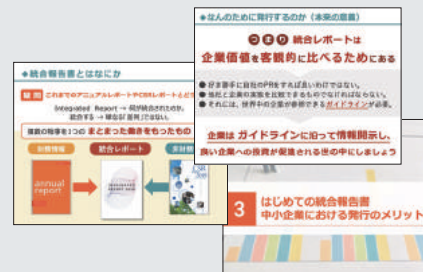 ◆なんのために発行するのか（本来の意義）
つまり 統合レポートは
企業価値を客観的に比べるためにある
● 好き勝手に自社のPRをすれば良いわけではない。
● 他社と企業の実態を比較できるものでなければならない。
● それには、世界中の企業が参照できるガイドラインが必要。
企業は ガイドラインに沿って情報開示し、
良い企業への投資が促進される世の中にしましょう
◆統合報告書とはなにか
疑問 これまでのアニュアルレポートやCSRレポートと
Integrated Report → 何が統合されたのか。
統合する → 単なる「並列」ではない。
複数の物事を1つの まとまった働きをもったもの
財務情報 統合レポート 非財
annual
report
3 はじめての統合報告書
中小企業における発行のメリット